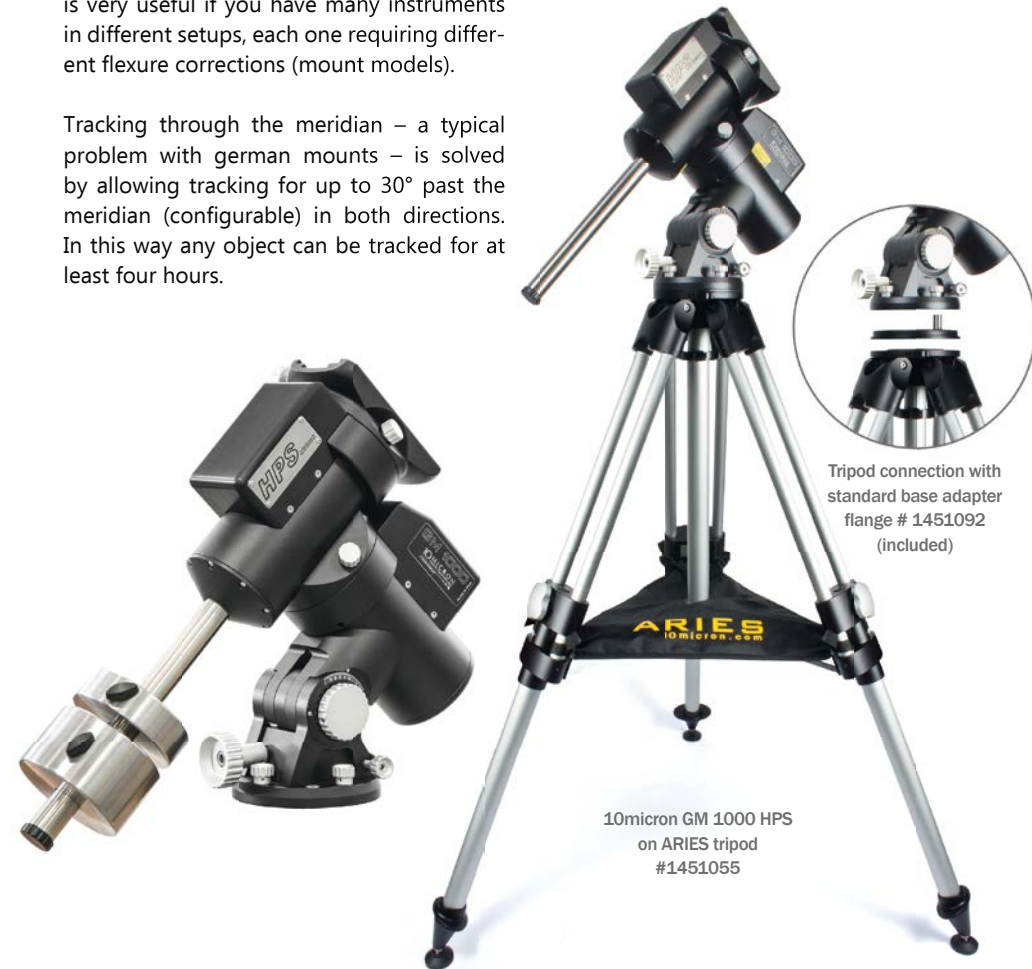 is very useful if you have many instruments
in different setups, each one requiring differ-
ent flexure corrections (mount models).
Tracking through the meridian – a typical
problem with german mounts – is solved
by allowing tracking for up to 30° past the
meridian (configurable) in both directions.
In this way any object can be tracked for at
least four hours.
HPS
HPS
GM 1000
10MICRON
Tripod connection with
standard base adapter
flange # 1451092
(included)
ARIES
10micron.com
10micron GM 1000 HPS
on ARIES tripod
#1451055